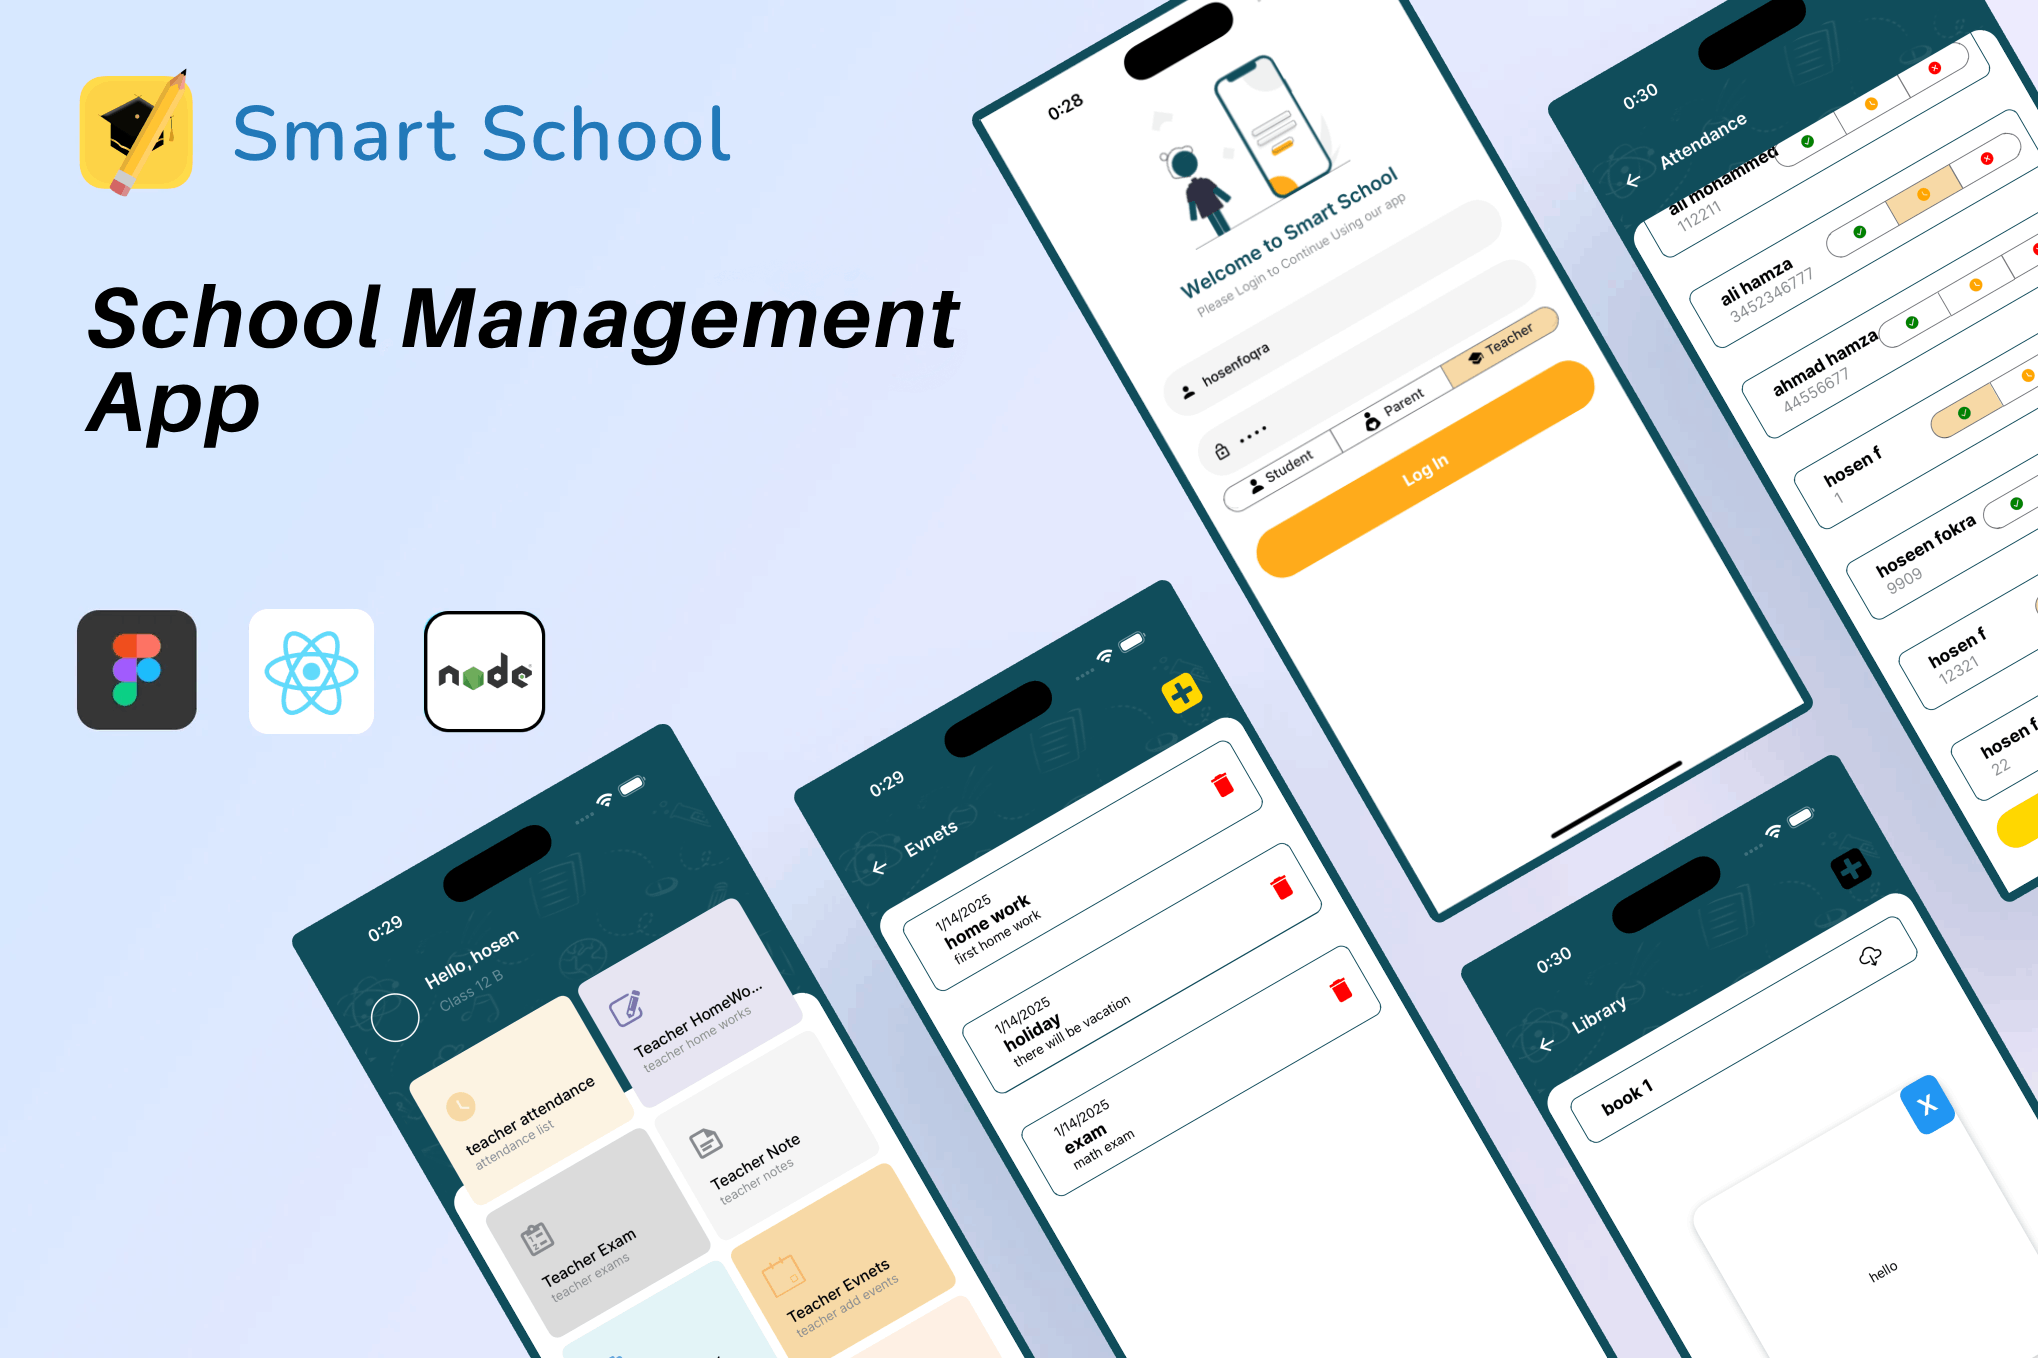 Smart School
School Management
App
node
0:28
Welcome to Smart School
Please Login to Continue Using our app
hosenfoqra
••••
Student
Parent
Teacher
Log In
0:30
Attendance
ali mohammed
112211
ali hamza
3452346777
ahmad hamza
44556677
hosen f
1
hoseen fokra
9909
hosen f
12321
hosen f
22
0:29
Hello, hosen
Class 12 B
teacher attendance
attendance list
Teacher HomeWo...
teacher home works
Teacher Exam
teacher exams
Teacher Note
teacher notes
Teacher Evnets
teacher add events
0:29
Evnets
1/14/2025
home work
first home work
1/14/2025
holiday
there will be vacation
1/14/2025
exam
math exam
0:30
Library
book 1
X
hello